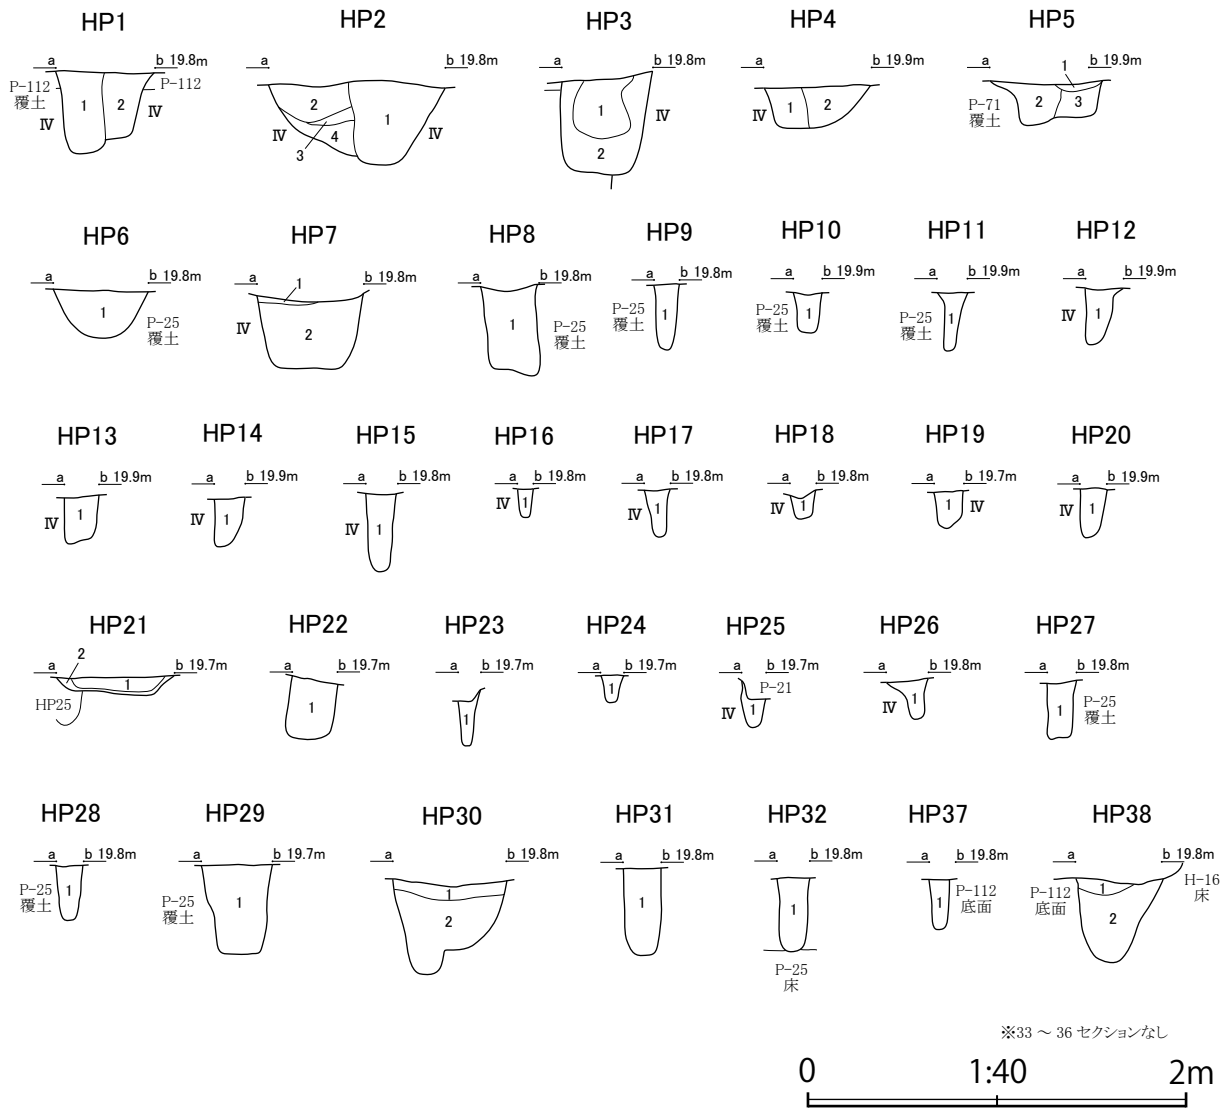 HP1 HP2 HP3 HP4 HP5
a b 19.8m a b 19.8m a b 19.8m a b 19.9m a 1 b 19.9m
P-112 覆土 Ⅳ 1 2 P-112 Ⅳ
Ⅳ 2 3 4 1 Ⅳ
1 2 Ⅳ
Ⅳ 1 2
P-71 覆土 2 3
HP6 HP7 HP8 HP9 HP10 HP11 HP12
a b 19.8m a 1 b 19.8m a b 19.8m a b 19.8m a b 19.9m a b 19.9m a b 19.9m
1 P-25 覆土
Ⅳ 2
1 P-25 覆土
P-25 覆土 1
P-25 覆土 1
P-25 覆土 1
Ⅳ 1
HP13 HP14 HP15 HP16 HP17 HP18 HP19 HP20
a b 19.9m a b 19.9m a b 19.8m a b 19.8m a b 19.8m a b 19.8m a b 19.7m a b 19.9m
Ⅳ 1 Ⅳ 1 Ⅳ 1 Ⅳ 1 Ⅳ 1 Ⅳ 1 1 Ⅳ Ⅳ 1
HP21 HP22 HP23 HP24 HP25 HP26 HP27
a 2 b 19.7m a b 19.7m a b 19.7m a b 19.7m a b 19.7m a b 19.8m a b 19.8m
HP25 1
1
1
1
P-21 Ⅳ 1
Ⅳ 1
1 P-25 覆土
HP28 HP29 HP30 HP31 HP32 HP37 HP38
a b 19.8m a b 19.7m a b 19.8m a b 19.8m a b 19.8m a b 19.8m a b 19.8m
P-25 覆土 1
P-25 覆土 1
1 2
1
1 P-25 床
1 P-112 底面
P-112 底面 1 2 H-16 床
※33 ～ 36 セクションなし
0 1:40 2m